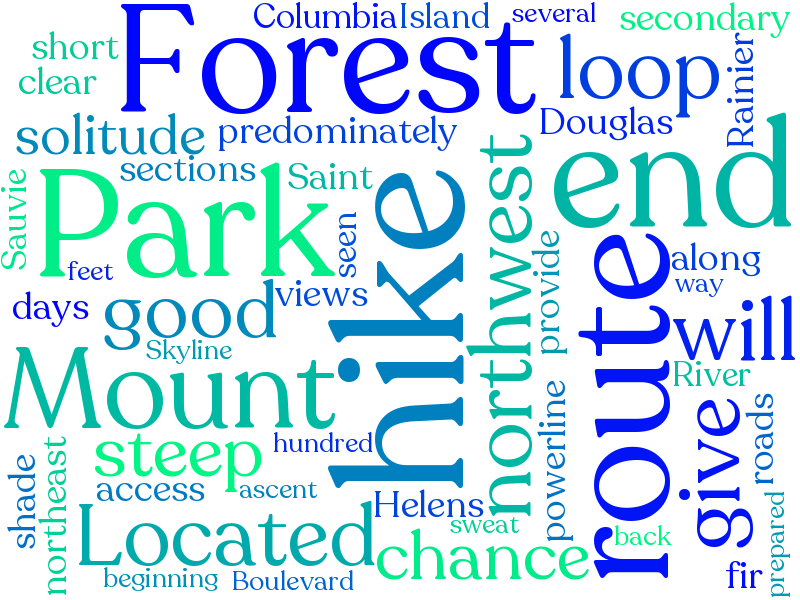 Columbia
Island
several
secondary
short
Forest
loop
Rainier
clear
solitude
predominately
Douglas
sections
Saint
northwest
end
Sauvie
Park
hike
seen
feet
provide
route
along
way
days
good
views
will
Skyline
Mount
River
steep
hundred
powerline
give
roads
shade
northeast
access
ascent
Helens
sweat
Located
chance
back
prepared
beginning
Boulevard
fir